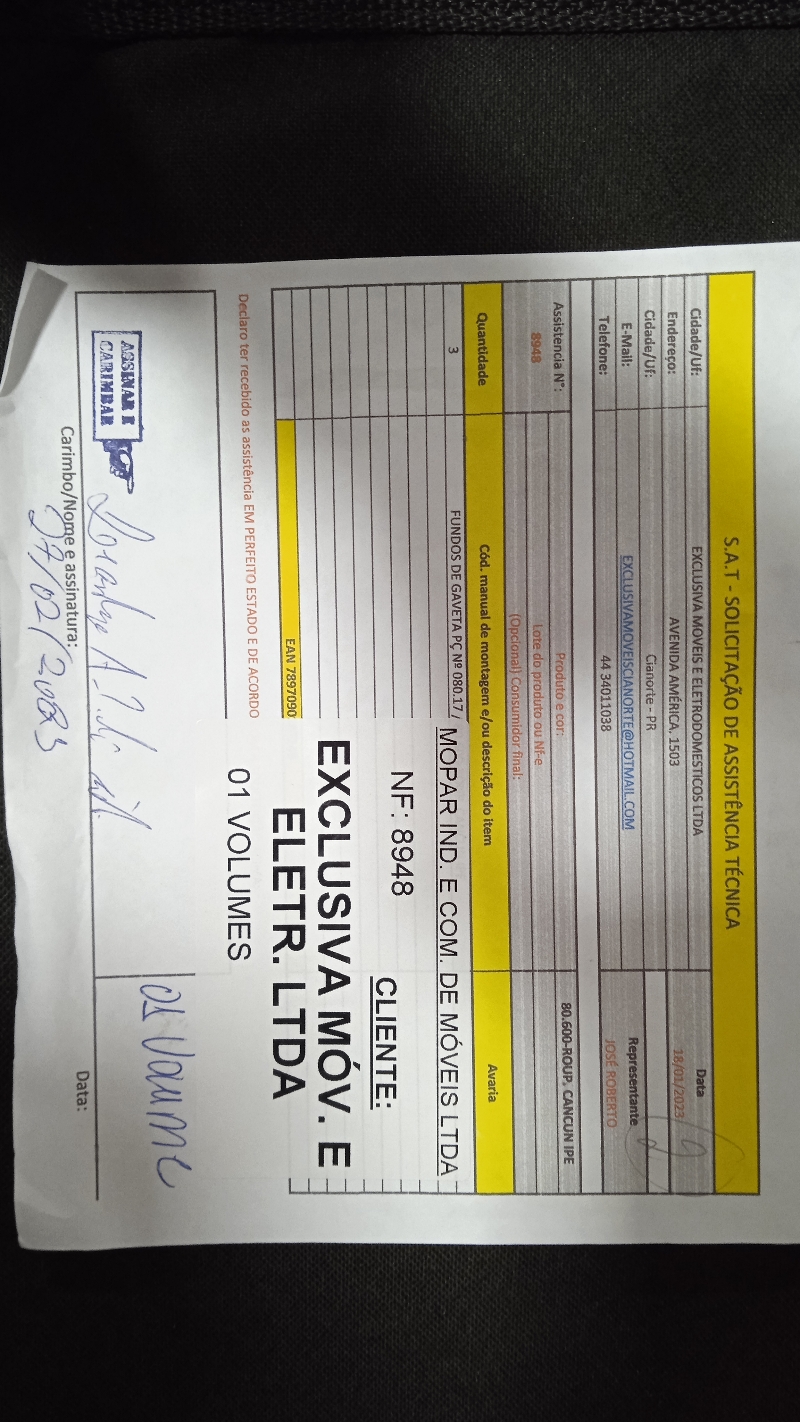 S.A.T - SOLICITAÇÃO DE ASSISTÊNCIA TÉCNICA
Cidade/Uf: EXCLUSIVA MOVEIS E ELETRODOMESTICOS LTDA Data
Endereço: AVENIDA AMÉRICA, 1503 18/01/2023
Cidade/Uf: Cianorte - PR
E-Mail: EXCLUSIVAMOVEISCIANORTE@HOTMAIL.COM Representante
Telefone: 44 34011038 JOSÉ ROBERTO
Assistencia N°: Produto e cor: 80.600-ROUP. CANCUN IPE
8948 Lote do produto ou Nf-e
(Opcional) Consumidor final:
Quantidade Cód. manual de montagem e/ou descrição do item Avaria
3 FUNDOS DE GAVETA PÇ Nº 080.17/
MOPAR IND. E COM. DE MÓVEIS LTDA
NF: 8948 CLIENTE:
EXCLUSIVA MÓV. E
ELETR. LTDA
EAN 7897090
01 VOLUMES
Declaro ter recebido as assistência EM PERFEITO ESTADO E DE ACORDO
ASSINAR E
CARIMBAR
01 Volume
Carimbo/Nome e assinatura: Data:
27/02/2023